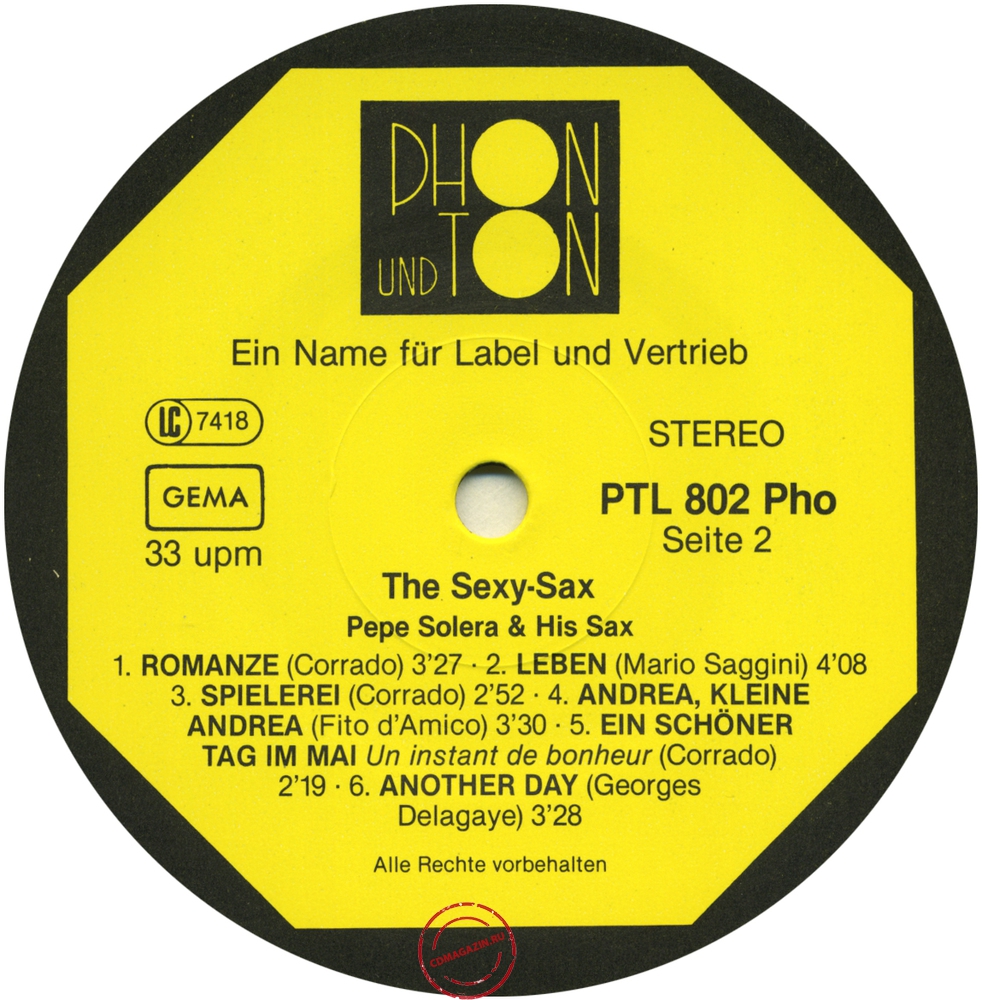 PHON
UND TON
Ein Name für Label und Vertrieb
LC 7418
STEREO
GEMA
PTL 802 Pho
33 upm
Seite 2
The Sexy-Sax
Pepe Solera & His Sax
1. ROMANZE (Corrado) 3'27 · 2. LEBEN (Mario Saggini) 4'08
3. SPIELEREI (Corrado) 2'52 · 4. ANDREA, KLEINE
ANDREA (Fito d'Amico) 3'30 · 5. EIN SCHÖNER
TAG IM MAI Un instant de bonheur (Corrado)
2'19 · 6. ANOTHER DAY (Georges
Delagaye) 3'28
Alle Rechte vorbehalten
CDMAGAZIN.RU